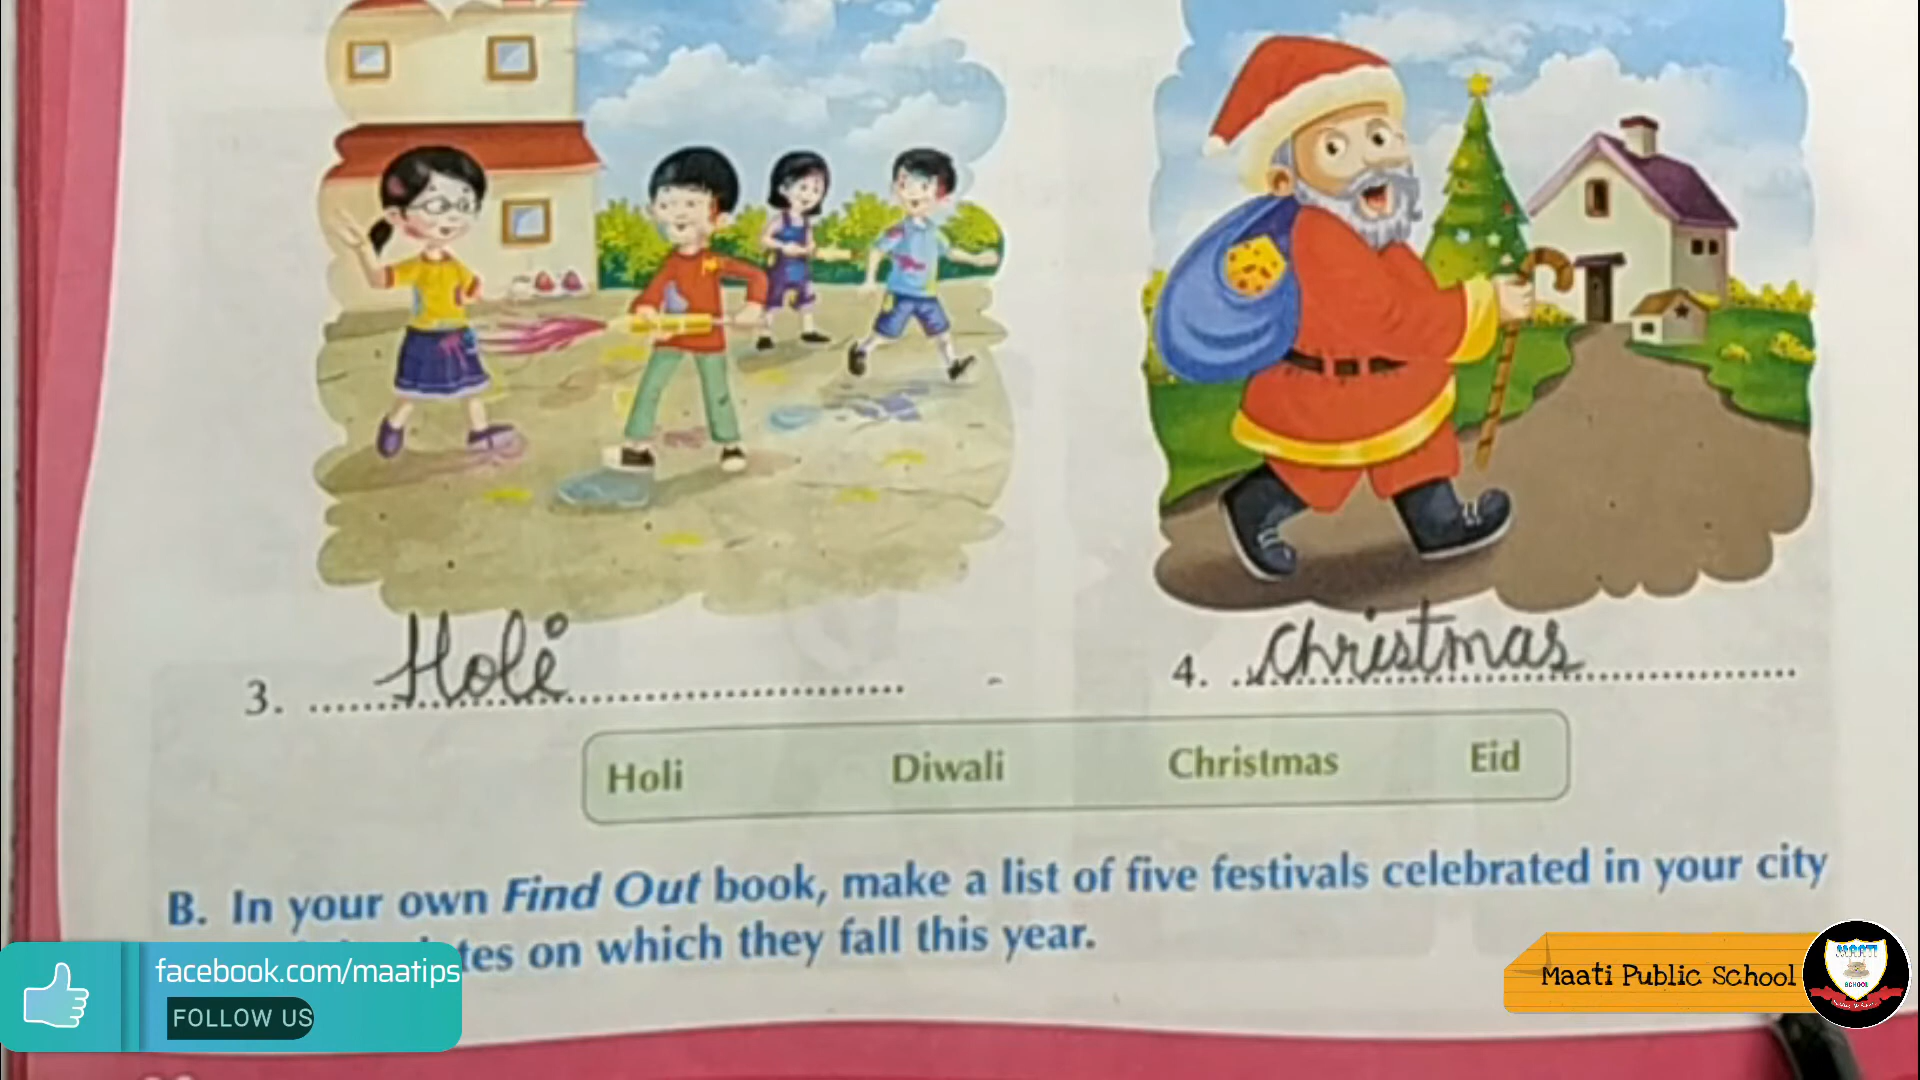 3. Holi
4. Christmas
Holi Diwali Christmas Eid
B. In your own Find Out book, make a list of five festivals celebrated in your city
tes on which they fall this year.
facebook.com/maatips
FOLLOW US
Maati Public School
MAATI
SCHOOL